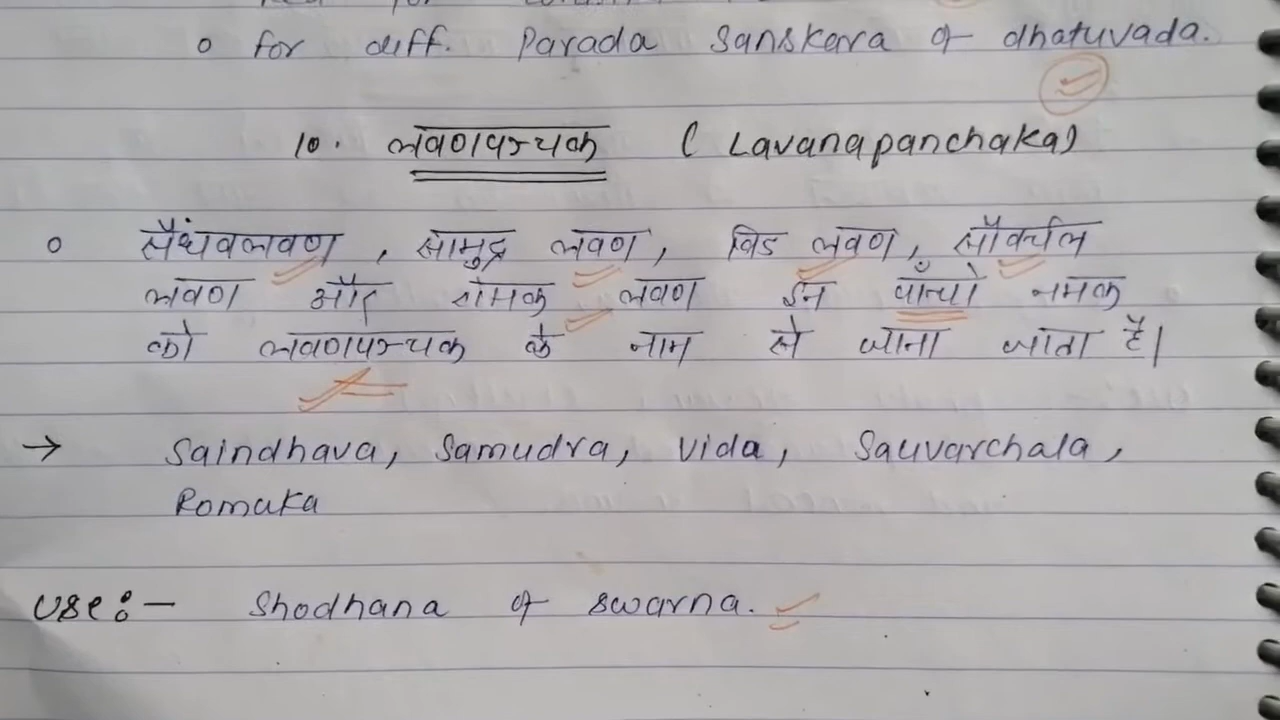 o for diff. Parada Sanskara of dhatuvada.
10. लवणपञ्चक (Lavanapanchaka)
o सैंधवलवण, सामुद्र लवण, विड लवण, सौवर्चल
लवण और रोमक लवण इन पाँचो नमक
को लवणपञ्चक के नाम से जाना जाता है।
→ Saindhava, Samudra, Vida, Sauvarchala,
Romaka
Use:- Shodhana of swarna.